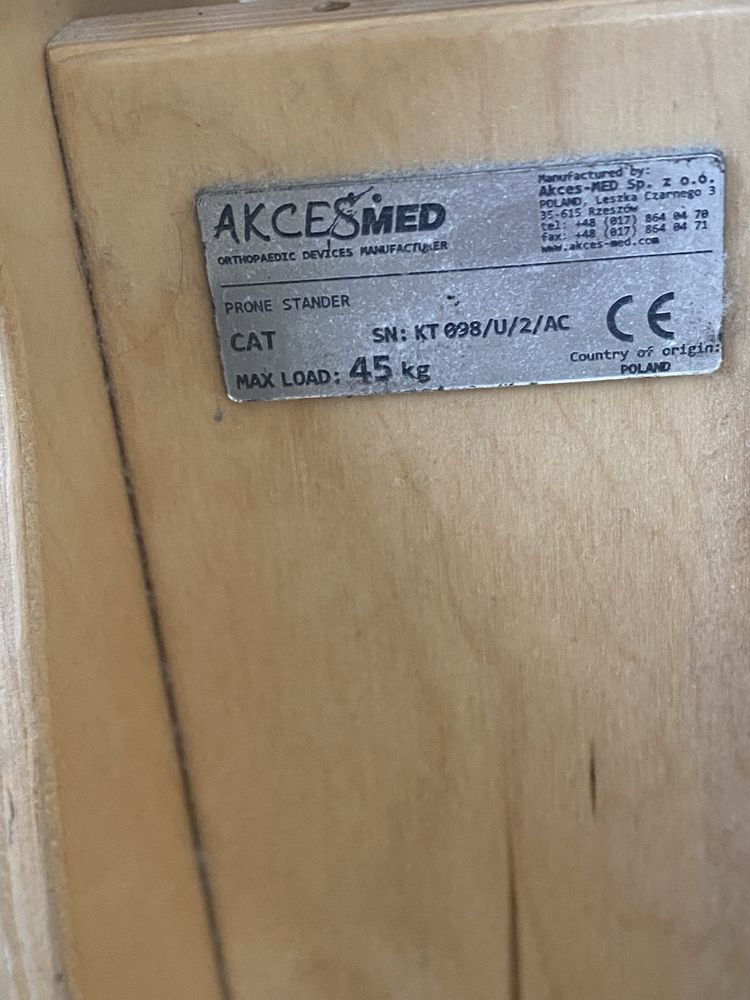 AKCESMED
ORTHOPAEDIC DEVICES MANUFACTURER
Manufactured by:
Akces-MED Sp. z o.o.
POLAND, Leszka Czarnego 3
35-615 Rzeszów
tel: +48 (017) 864 04 70
fax: +48 (017) 864 04 71
www.akces-med.com
PRONE STANDER
CAT
SN: KT 098/U/2/AC
CE
MAX LOAD: 45 kg
Country of origin:
POLAND